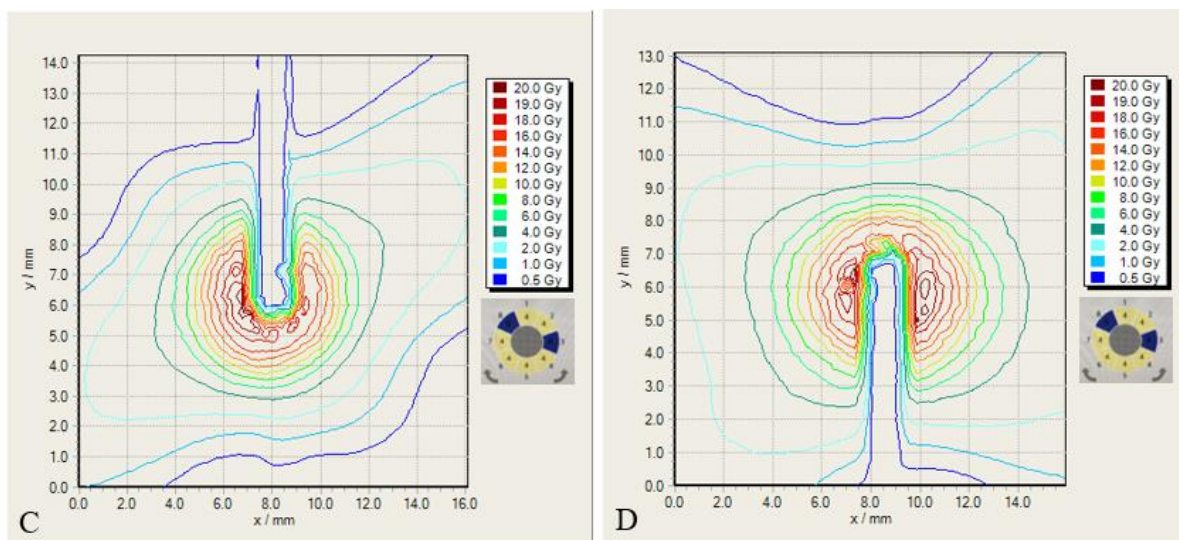 14.0
13.0
12.0
11.0
10.0
9.0
8.0
7.0
6.0
5.0
4.0
3.0
2.0
1.0
0.0
y / mm
0.0 2.0 4.0 6.0 8.0 10.0 12.0 14.0 16.0
x / mm
20.0 Gy
19.0 Gy
18.0 Gy
16.0 Gy
14.0 Gy
12.0 Gy
10.0 Gy
8.0 Gy
6.0 Gy
4.0 Gy
2.0 Gy
1.0 Gy
0.5 Gy
C
13.0
12.0
11.0
10.0
9.0
8.0
7.0
6.0
5.0
4.0
3.0
2.0
1.0
0.0
y / mm
0.0 2.0 4.0 6.0 8.0 10.0 12.0 14.0
x / mm
20.0 Gy
19.0 Gy
18.0 Gy
16.0 Gy
14.0 Gy
12.0 Gy
10.0 Gy
8.0 Gy
6.0 Gy
4.0 Gy
2.0 Gy
1.0 Gy
0.5 Gy
D